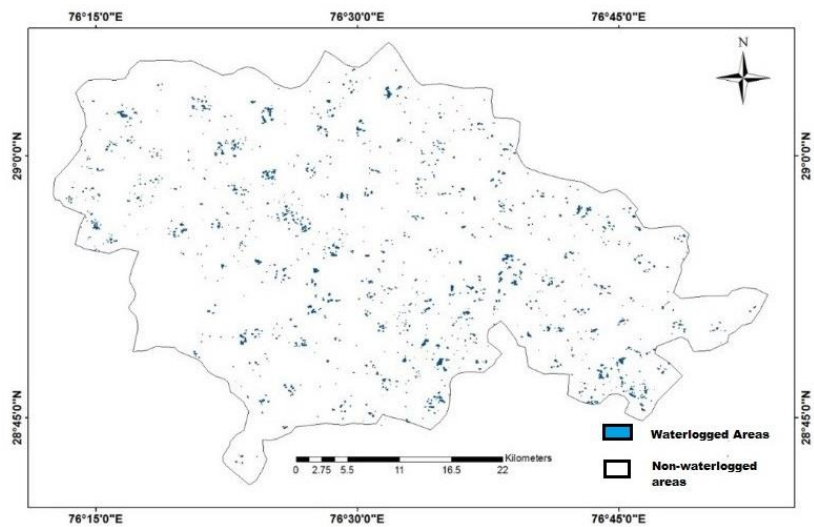 76°15'0"E 76°30'0"E 76°45'0"E
N
29°0'0"N 29°0'0"N
28°45'0"N 28°45'0"N
Waterlogged Areas
Non-waterlogged
areas
Kilometers
0 2.75 5.5 11 16.5 22
76°15'0"E 76°30'0"E 76°45'0"E